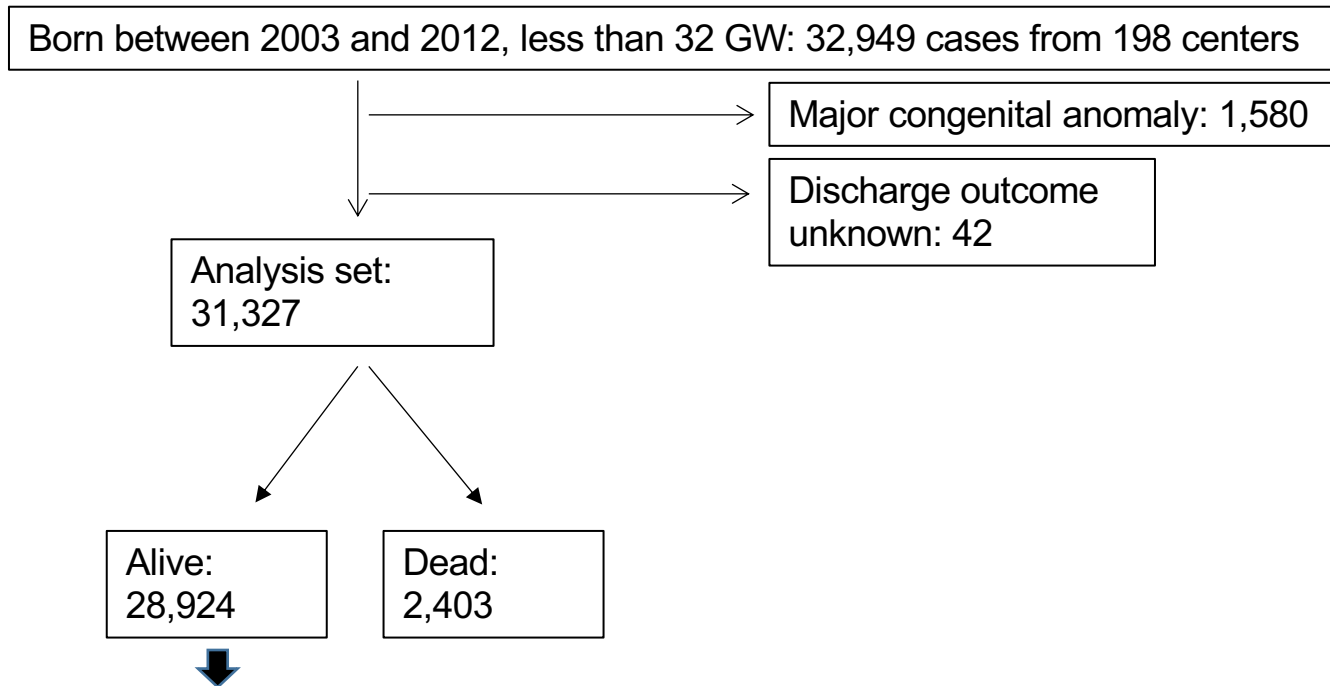 Born between 2003 and 2012, less than 32 GW: 32,949 cases from 198 centers
Major congenital anomaly: 1,580
Discharge outcome
unknown: 42
Analysis set:
31,327
Alive:
28,924
Dead:
2,403